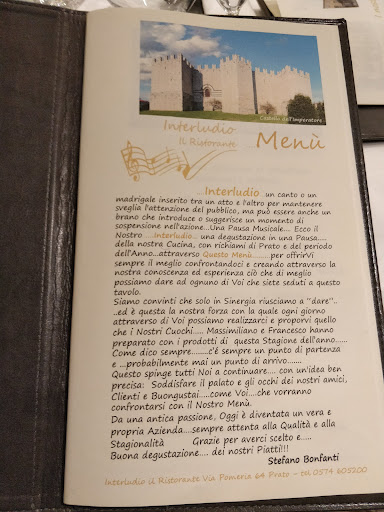 Castello dell'Imperatore
Interludio
IL Ristorante
Menù
...Interludio un canto o un
madrigale inserito tra un atto e l'altro per mantenere
sveglia l'attenzione del pubblico, ma può essere anche un
brano che introduce o suggerisce un momento di
sospensione nell'azione...Una Pausa Musicale.... Ecco il
Nostro ....Interludio... una degustazione in una Pausa.....
della nostra Cucina, con richiami di Prato e del periodo
dell'Anno...attraverso Questo Menù........per offrirVi
sempre il meglio confrontandoci e creando attraverso la
nostra conoscenza ed esperienza ciò che di meglio
possiamo dare ad ognuno di Voi che siete seduti a questo
tavolo.
Siamo convinti che solo in Sinergia riusciamo a "dare"..
..ed è questa la nostra forza con la quale ogni giorno
attraverso di Voi possiamo realizzarci e proporvi quello
che i Nostri Cuochi..... Massimiliano e Francesco hanno
preparato con i prodotti di questa Stagione dell'anno......
Come dico sempre........c'è sempre un punto di partenza
e ...probabilmente mai un punto di arrivo......
Questo spinge tutti Noi a continuare.... con un'idea ben
precisa: Soddisfare il palato e gli occhi dei nostri amici,
Clienti e Buongustai.....come Voi....che vorranno
confrontarsi con il Nostro Menù.
Da una antica passione, Oggi è diventata un vera e
propria Azienda....sempre attenta alla Qualità e alla
Stagionalità Grazie per averci scelto e.....
Buona degustazione.... dei nostri Piatti!!!
Stefano Bonfanti
Interludio il Ristorante Via Pomeria 64 Prato – tel 0574 605200